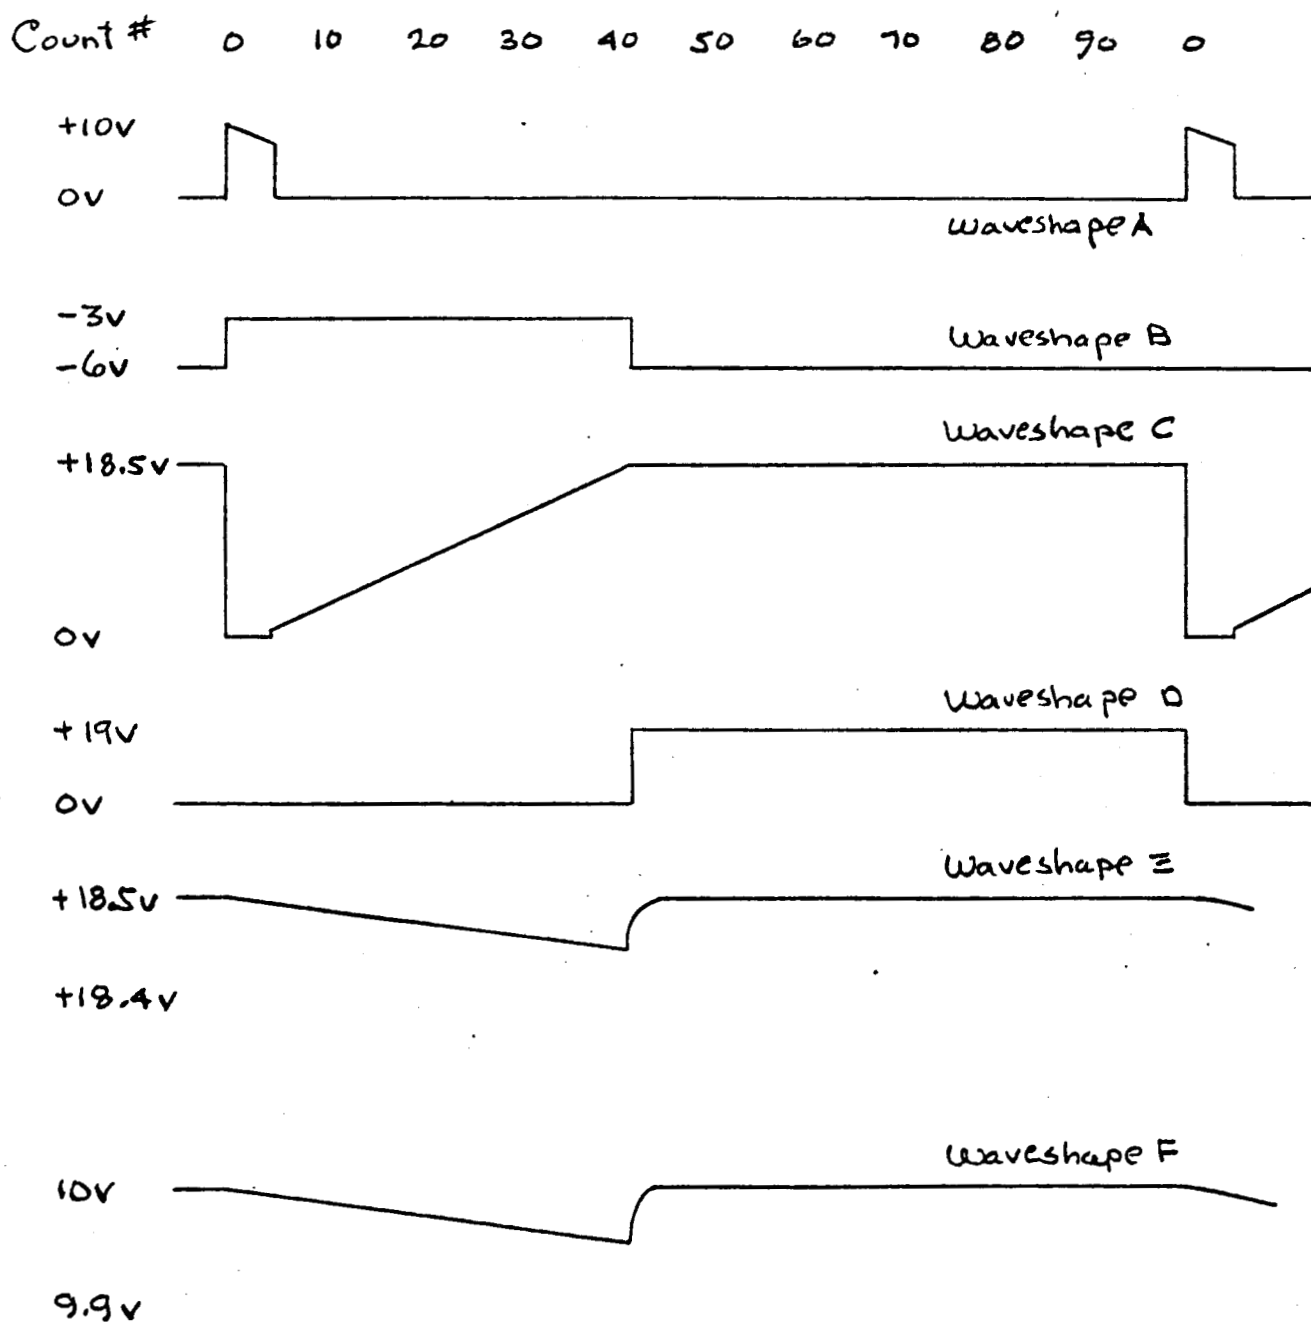 Count # 0 10 20 30 40 50 60 70 80 90 0
+10v
0v
Waveshape A
-3v
Waveshape B
-6v
Waveshape C
+18.5v
0v
Waveshape D
+19v
0v
Waveshape E
+18.5v
+18.4v
Waveshape F
10v
9.9v